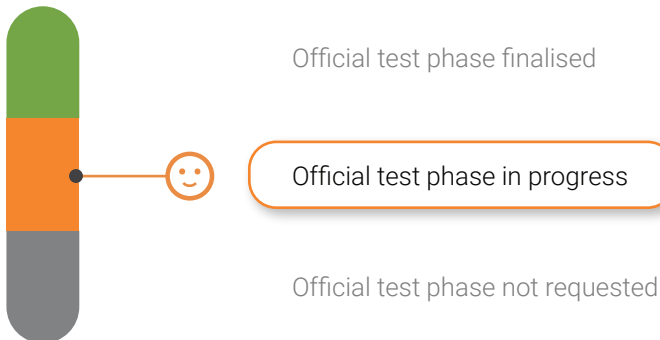 Official test phase finalised
Official test phase in progress
Official test phase not requested